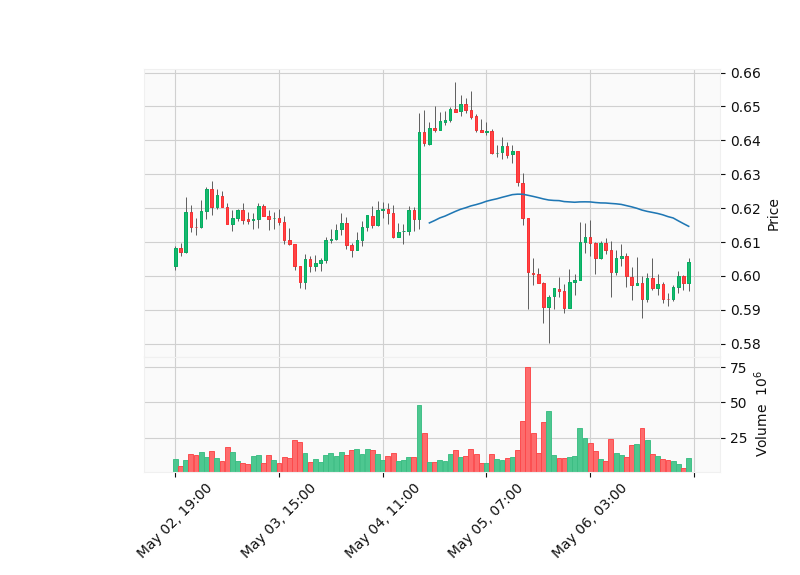 0.66
0.65
0.64
0.63
0.62
0.61
0.60
0.59
0.58
Price
75
50
25
Volume 10^6
May 02, 19:00
May 03, 15:00
May 04, 11:00
May 05, 07:00
May 06, 03:00